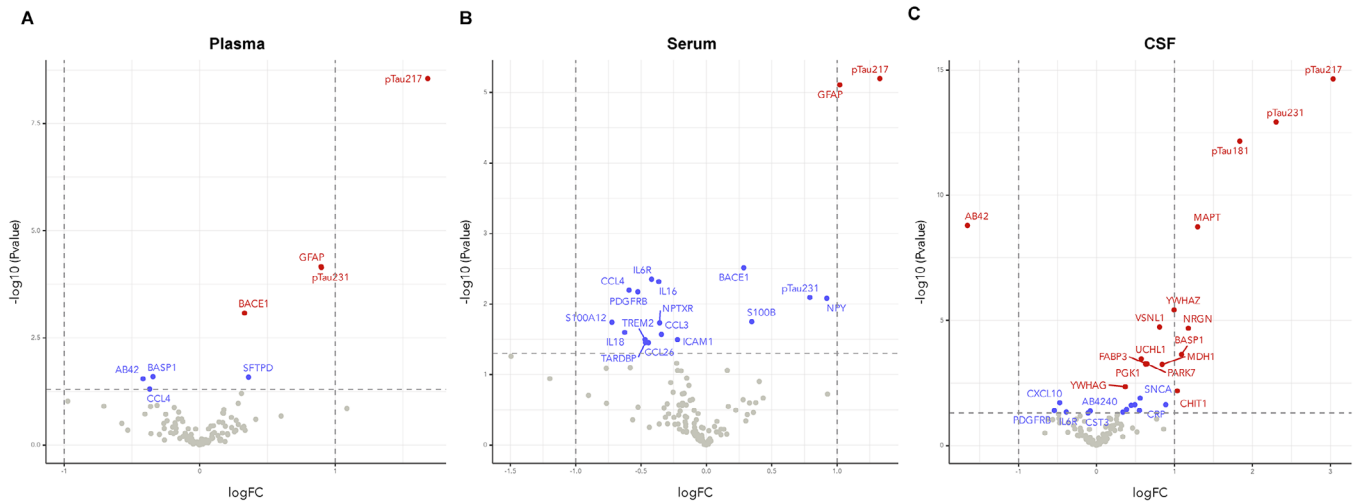 A
Plasma
-log10 (Pvalue)
7.5
5.0
2.5
0.0
pTau217
GFAP
pTau231
BACE1
AB42
BASP1
SFTPD
CCL4
-1
0
1
logFC
B
Serum
-log10 (Pvalue)
5
4
3
2
1
0
pTau217
GFAP
IL6R
BACE1
CCL4
IL16
pTau231
PDGFRB
NPY
NPTXR
S100A12
TREM2
CCL3
S100B
IL18
ICAM1
CCL26
TARDBP
-1.5
-1.0
-0.5
0.0
0.5
1.0
logFC
C
CSF
-log10 (Pvalue)
15
10
5
0
pTau217
pTau231
pTau181
AB42
MAPT
YWHAZ
VSNL1
NRGN
BASP1
UCHL1
FABP3
MDH1
PGK1
PARK7
YWHAG
SNCA
CXCL10
AB4240
CHIT1
PDGFRB
IL6R
CST3
CRP
-1
0
1
2
3
logFC